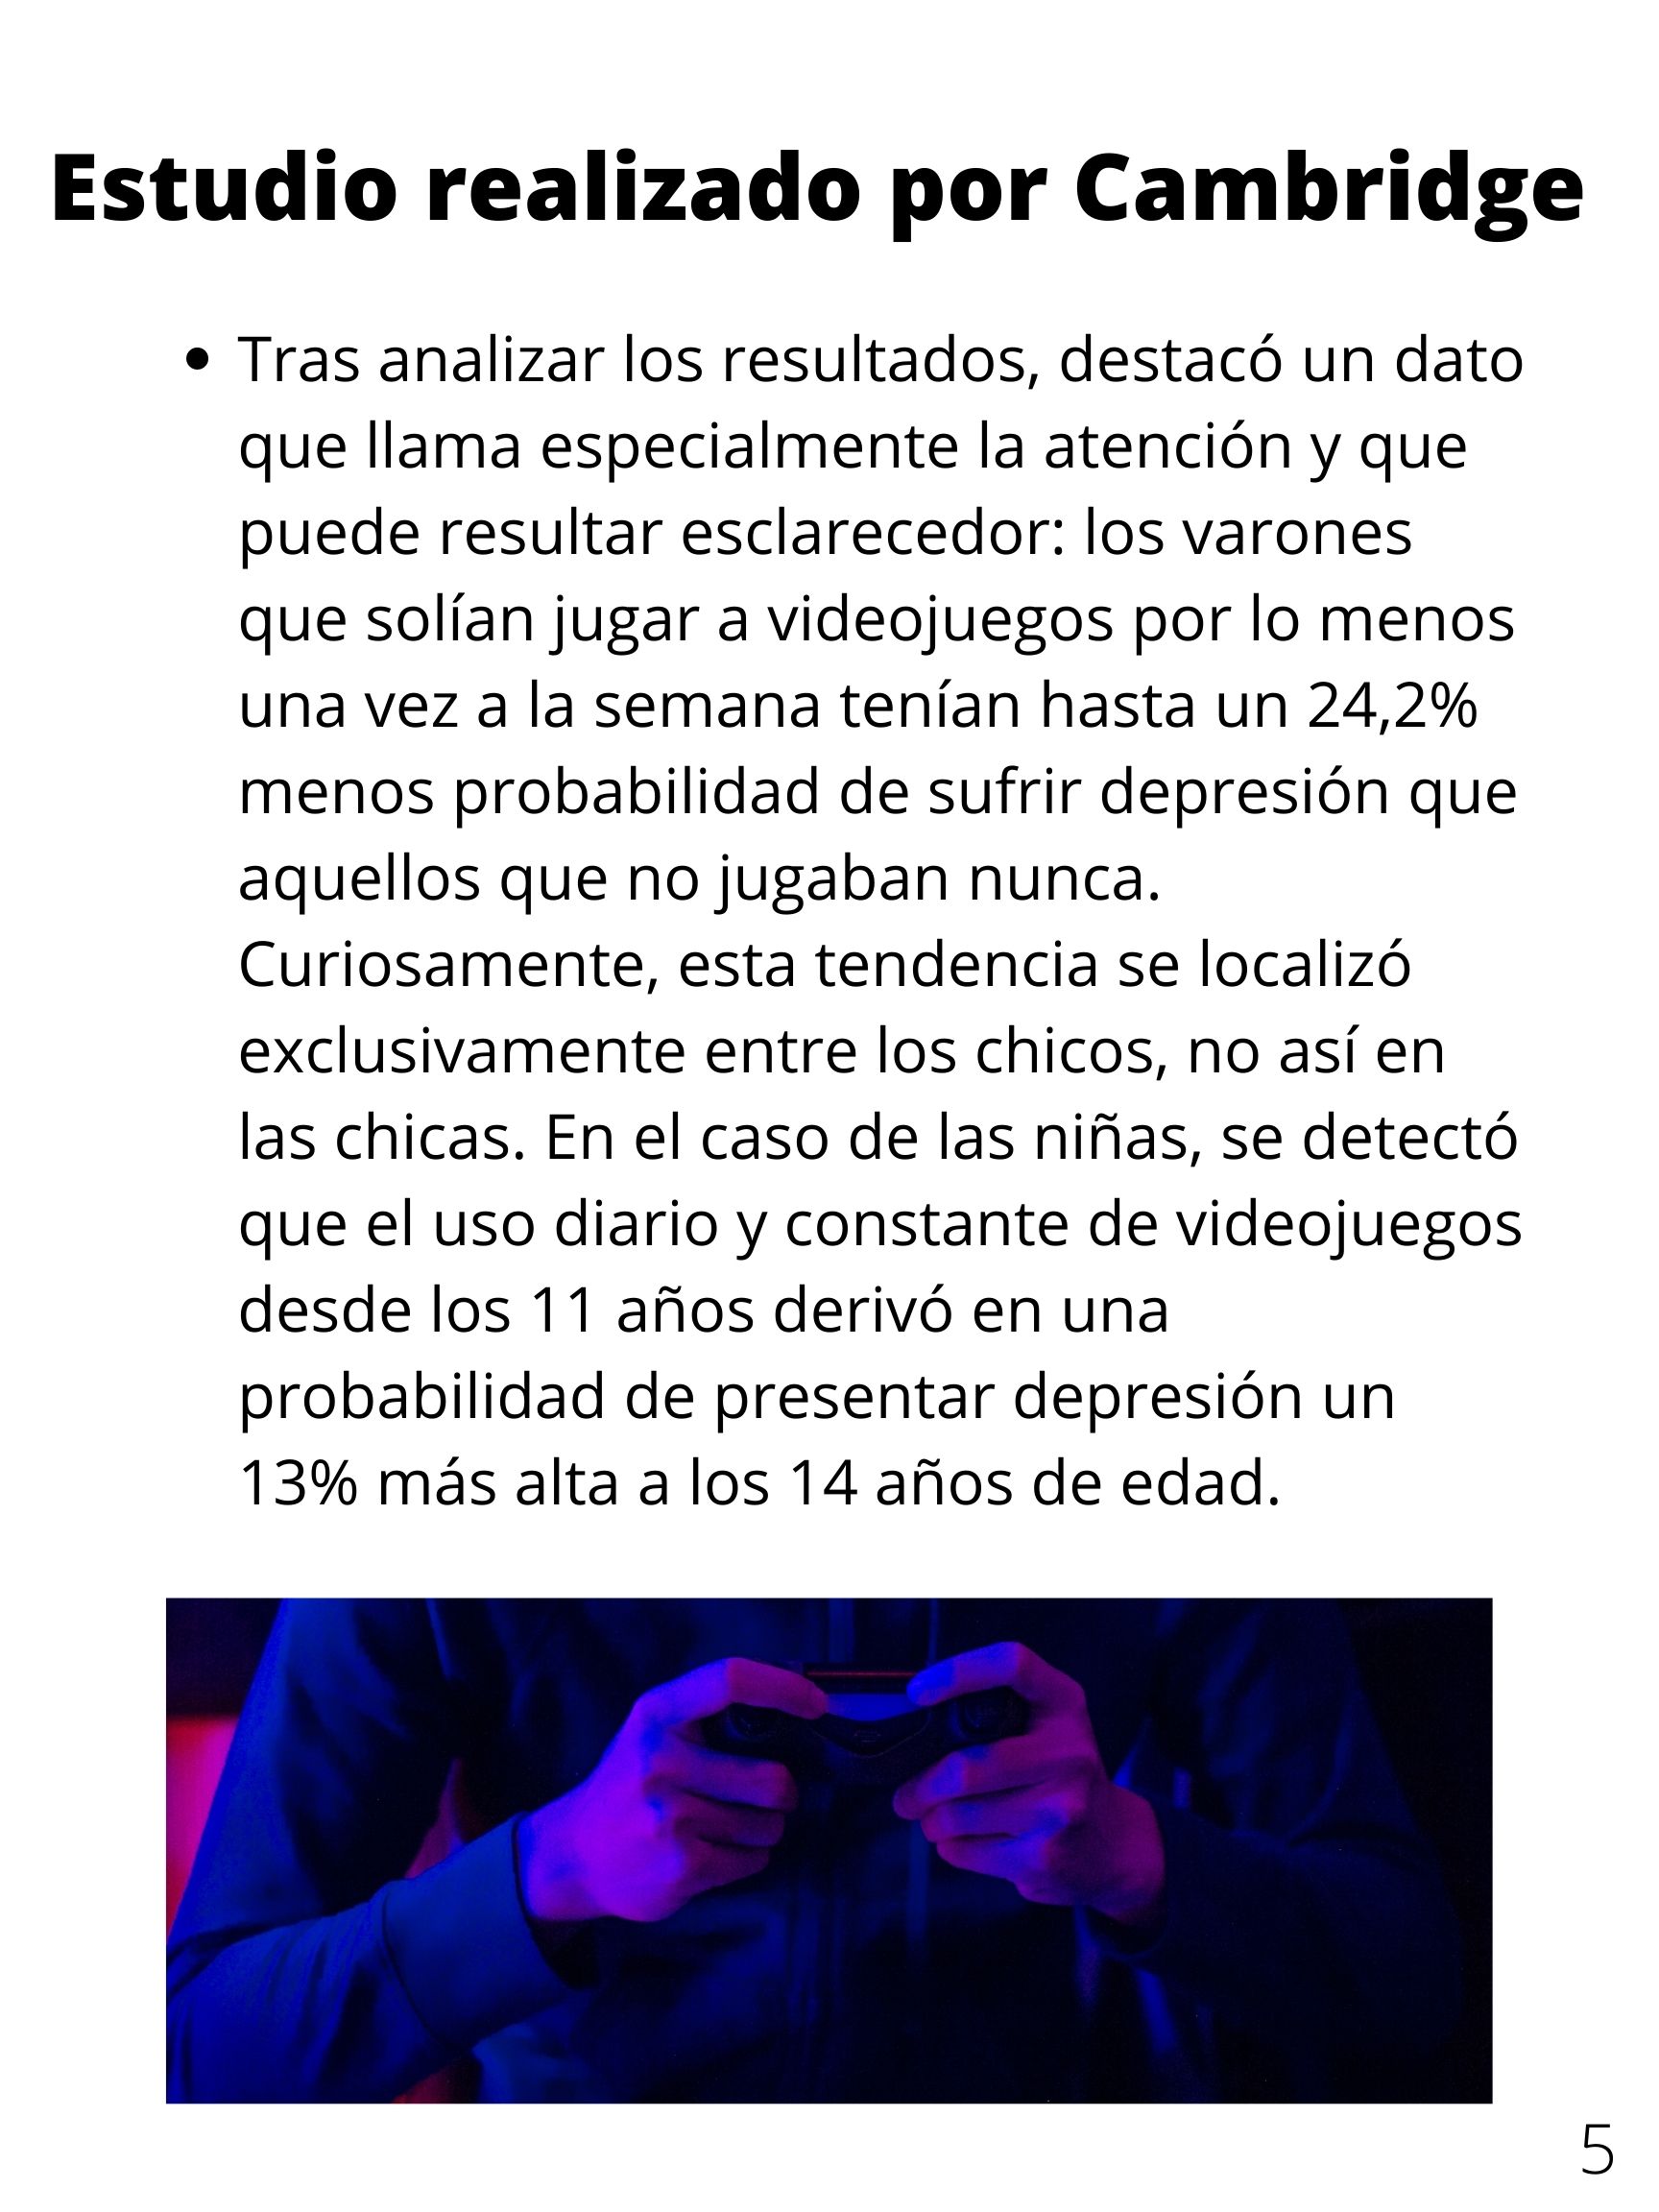 Estudio realizado por Cambridge
• Tras analizar los resultados, destacó un dato
que llama especialmente la atención y que
puede resultar esclarecedor: los varones
que solían jugar a videojuegos por lo menos
una vez a la semana tenían hasta un 24,2%
menos probabilidad de sufrir depresión que
aquellos que no jugaban nunca.
Curiosamente, esta tendencia se localizó
exclusivamente entre los chicos, no así en
las chicas. En el caso de las niñas, se detectó
que el uso diario y constante de videojuegos
desde los 11 años derivó en una
probabilidad de presentar depresión un
13% más alta a los 14 años de edad.
5